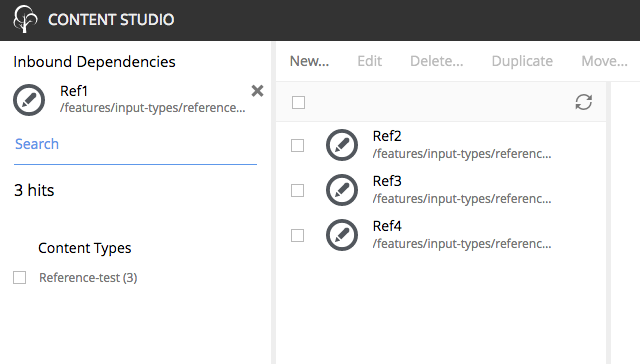 CONTENT STUDIO
Inbound Dependencies
Ref1
/features/input-types/reference...
Search
3 hits
Content Types
Reference-test (3)
New... Edit Delete... Duplicate Move...
Ref2
/features/input-types/referenc...
Ref3
/features/input-types/referenc...
Ref4
/features/input-types/referenc...